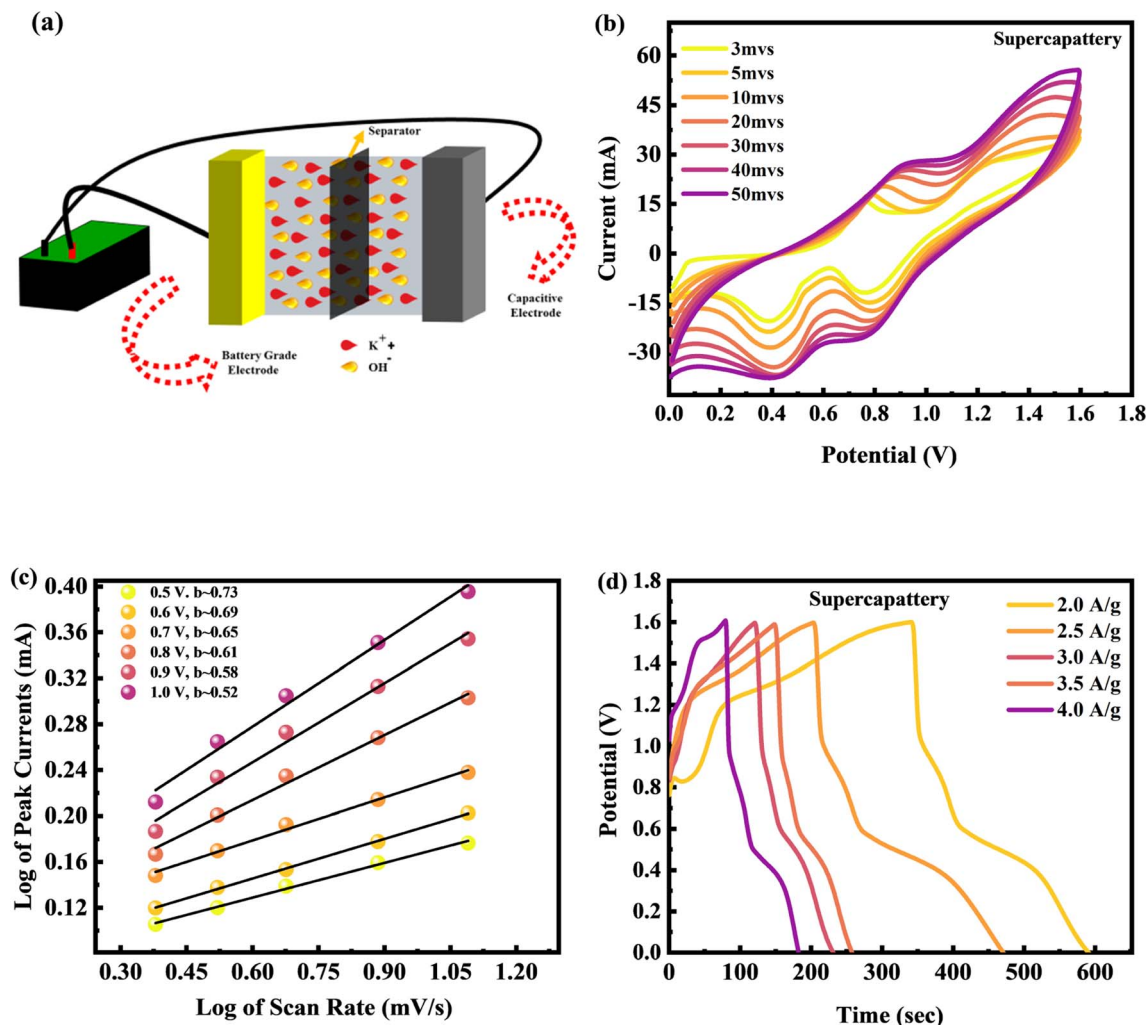 (a)
Separator
Capacitive
Electrode
Battery Grade
Electrode
K++
OH-
(b)
Supercapattery
3mvs
5mvs
10mvs
20mvs
30mvs
40mvs
50mvs
60
45
30
15
0
-15
-30
Current (mA)
0.0 0.2 0.4 0.6 0.8 1.0 1.2 1.4 1.6 1.8
Potential (V)
(c)
0.5 V. b~0.73
0.6 V, b~0.69
0.7 V, b~0.65
0.8 V, b~0.61
0.9 V, b~0.58
1.0 V, b~0.52
0.40
0.36
0.32
0.28
0.24
0.20
0.16
0.12
Log of Peak Currents (mA)
0.30 0.45 0.60 0.75 0.90 1.05 1.20
Log of Scan Rate (mV/s)
(d)
Supercapattery
2.0 A/g
2.5 A/g
3.0 A/g
3.5 A/g
4.0 A/g
1.8
1.6
1.4
1.2
1.0
0.8
0.6
0.4
0.2
0.0
Potential (V)
0 100 200 300 400 500 600
Time (sec)